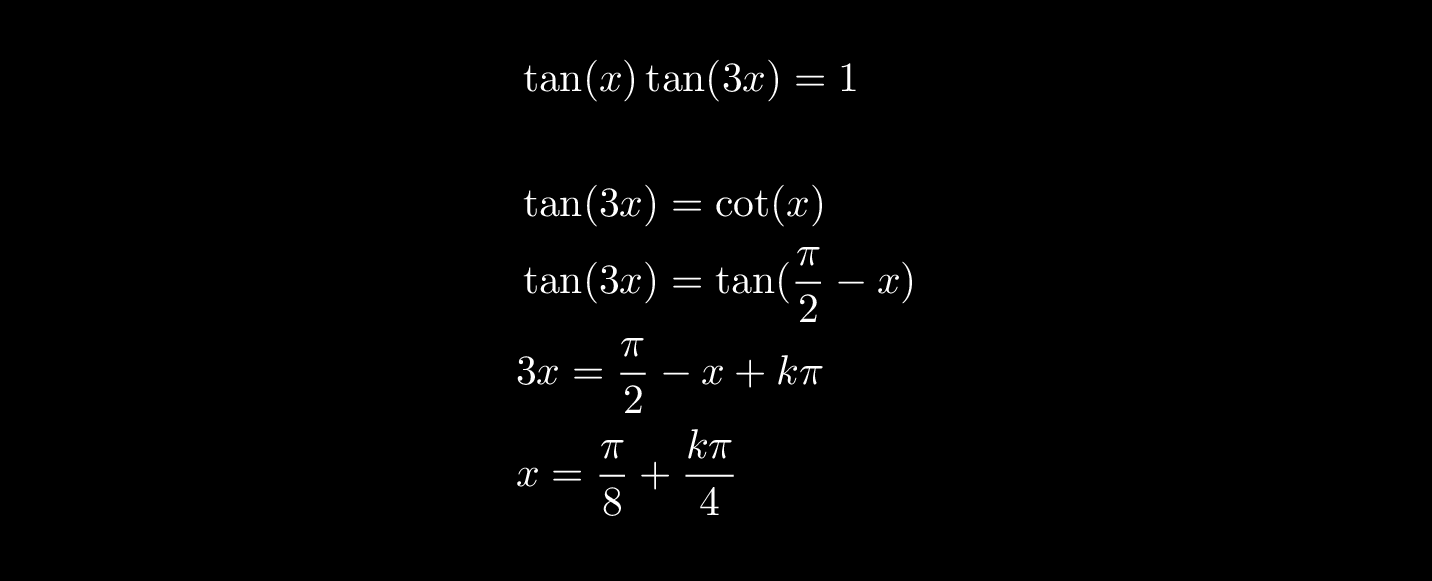 tan(x) tan(3x) = 1
tan(3x) = cot(x)
tan(3x) = tan(π/2 − x)
3x = π/2 − x + kπ
x = π/8 + kπ/4